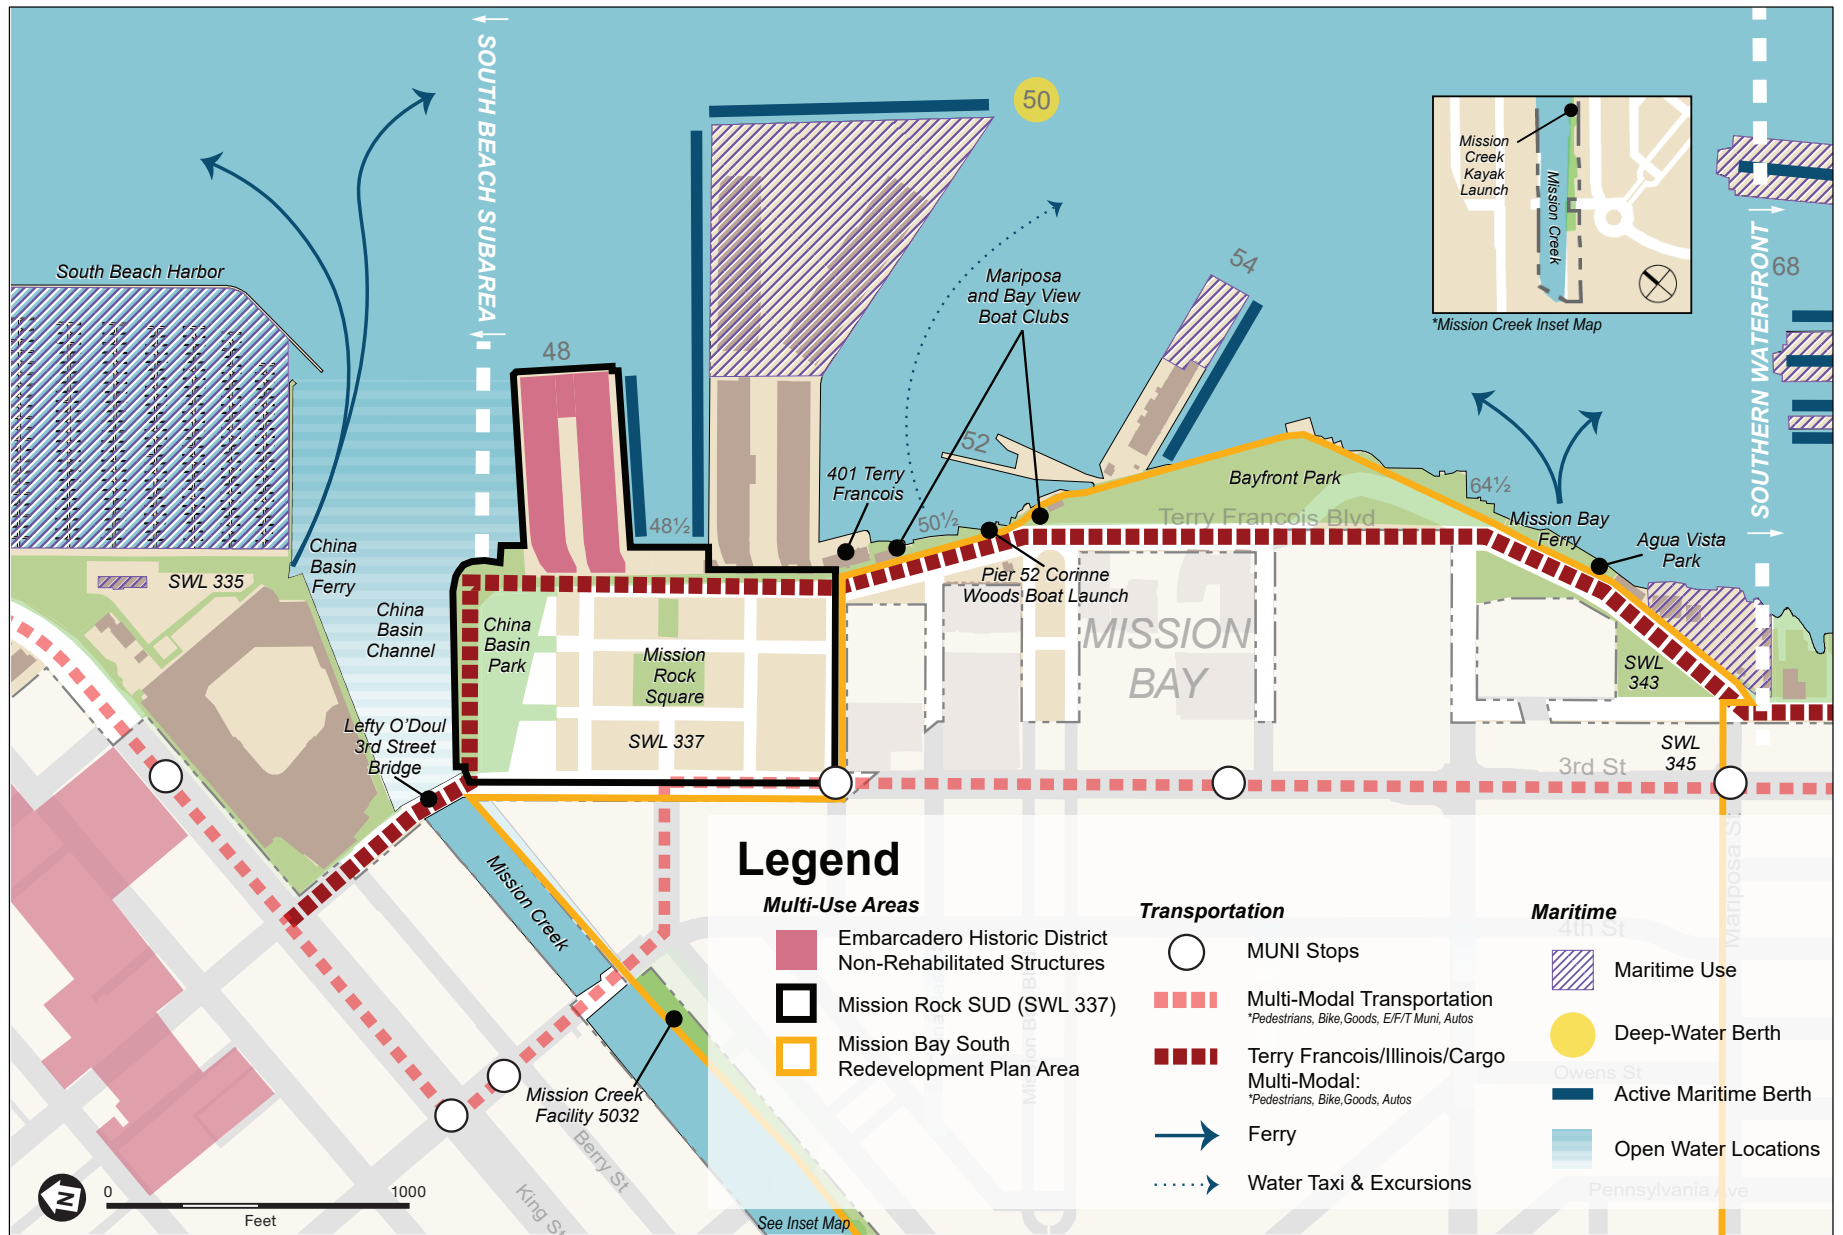 SOUTH BEACH SUBAREA
50
South Beach Harbor
48
48½
Mariposa
and Bay View
Boat Clubs
54
52
401 Terry
Francois
50½
Bayfront Park
64½
Terry Francois Blvd
Mission Bay
Ferry
Agua Vista
Park
Pier 52 Corinne
Woods Boat Launch
Mission
Creek
Kayak
Launch
Mission Creek
*Mission Creek Inset Map
SOUTHERN WATERFRONT
68
SWL 335
China
Basin
Ferry
China
Basin
Channel
China
Basin
Park
Mission
Rock
Square
SWL 337
MISSION
BAY
SWL
343
SWL
345
3rd St
Lefty O'Doul
3rd Street
Bridge
Mission Creek
Mission Creek
Facility 5032
Berry St
King St
See Inset Map
Mariposa St
4th St
Owens St
Pennsylvania Ave
N
0 1000
Feet
Legend
Multi-Use Areas
Embarcadero Historic District
Non-Rehabilitated Structures
Mission Rock SUD (SWL 337)
Mission Bay South
Redevelopment Plan Area
Transportation
MUNI Stops
Multi-Modal Transportation
*Pedestrians, Bike,Goods, E/F/T Muni, Autos
Terry Francois/Illinois/Cargo
Multi-Modal:
*Pedestrians, Bike,Goods, Autos
Ferry
Water Taxi & Excursions
Maritime
Maritime Use
Deep-Water Berth
Active Maritime Berth
Open Water Locations